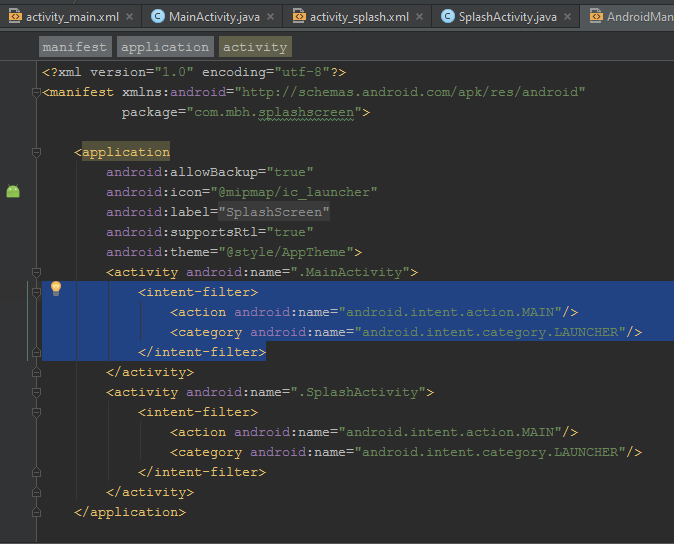 activity_main.xml × MainActivity.java × activity_splash.xml × SplashActivity.java × AndroidMan
manifest application activity
<?xml version="1.0" encoding="utf-8"?>
<manifest xmlns:android="http://schemas.android.com/apk/res/android"
package="com.mbh.splashscreen">
<application
android:allowBackup="true"
android:icon="@mipmap/ic_launcher"
android:label="SplashScreen"
android:supportsRtl="true"
android:theme="@style/AppTheme">
<activity android:name=".MainActivity">
<intent-filter>
<action android:name="android.intent.action.MAIN"/>
<category android:name="android.intent.category.LAUNCHER"/>
</intent-filter>
</activity>
<activity android:name=".SplashActivity">
<intent-filter>
<action android:name="android.intent.action.MAIN"/>
<category android:name="android.intent.category.LAUNCHER"/>
</intent-filter>
</activity>
</application>